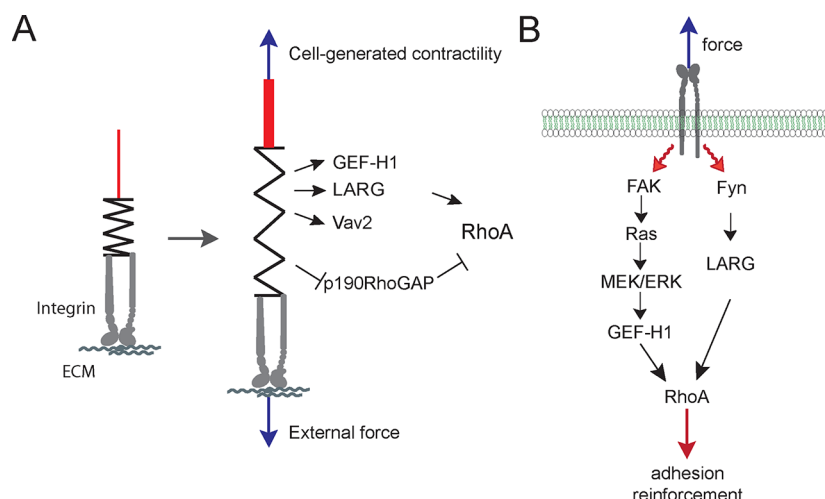 A
Cell-generated contractility
GEF-H1
LARG
Vav2
RhoA
p190RhoGAP
Integrin
ECM
External force
B
force
FAK
Fyn
Ras
LARG
MEK/ERK
GEF-H1
RhoA
adhesion
reinforcement